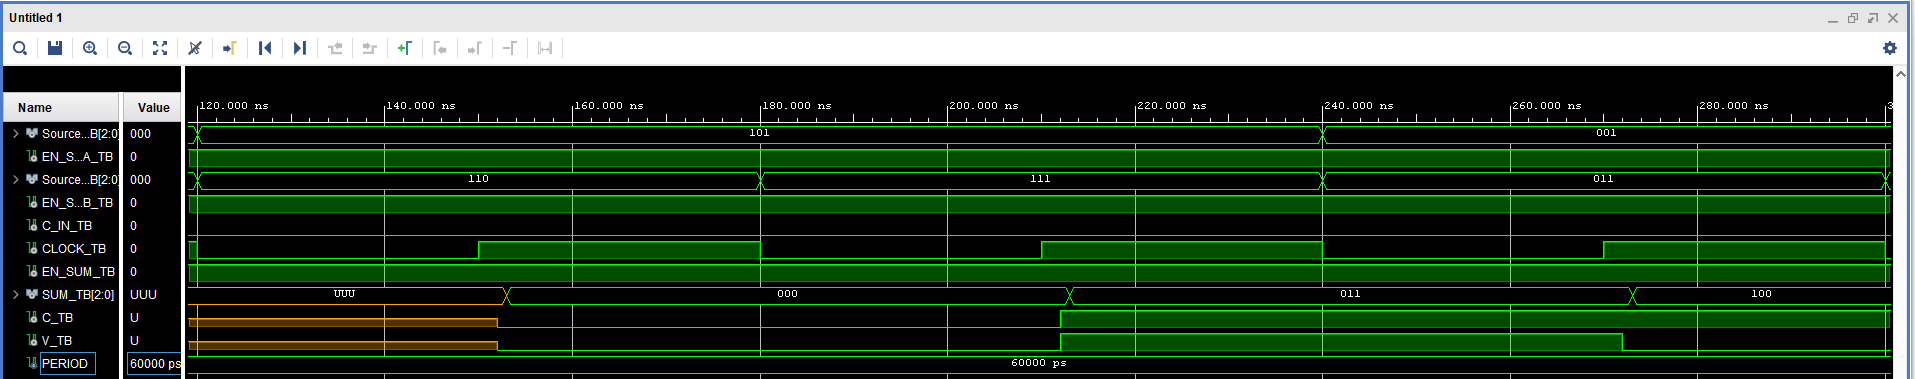 Untitled 1
Name Value
120.000 ns 140.000 ns 160.000 ns 180.000 ns 200.000 ns 220.000 ns 240.000 ns 260.000 ns 280.000 ns 3
Source...B[2:0] 000 101 001
EN_S...A_TB 0
Source...B[2:0] 000 110 111 011
EN_S...B_TB 0
C_IN_TB 0
CLOCK_TB 0
EN_SUM_TB 0
SUM_TB[2:0] UUU UUU 000 011 100
C_TB U
V_TB U
PERIOD 60000 ps 60000 ps